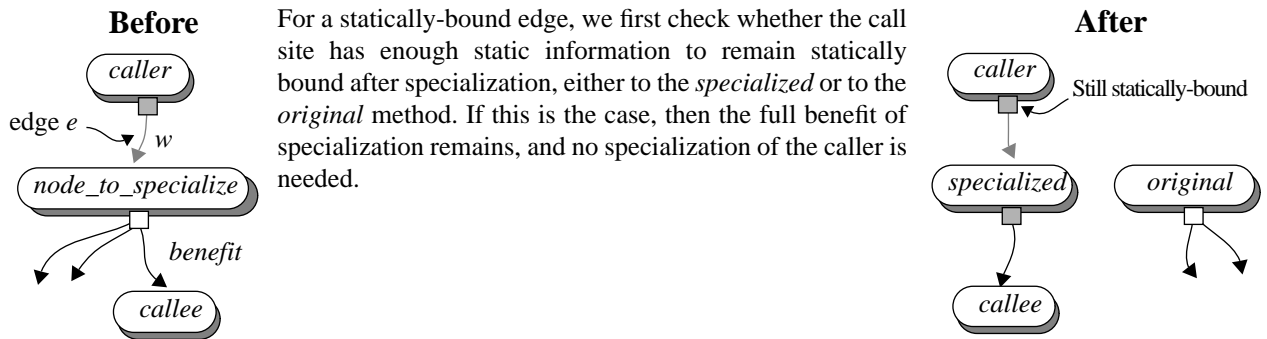 Before
caller
edge e
w
node_to_specialize
benefit
callee
For a statically-bound edge, we first check whether the call
site has enough static information to remain statically
bound after specialization, either to the specialized or to the
original method. If this is the case, then the full benefit of
specialization remains, and no specialization of the caller is
needed.
After
caller
Still statically-bound
specialized
original
callee